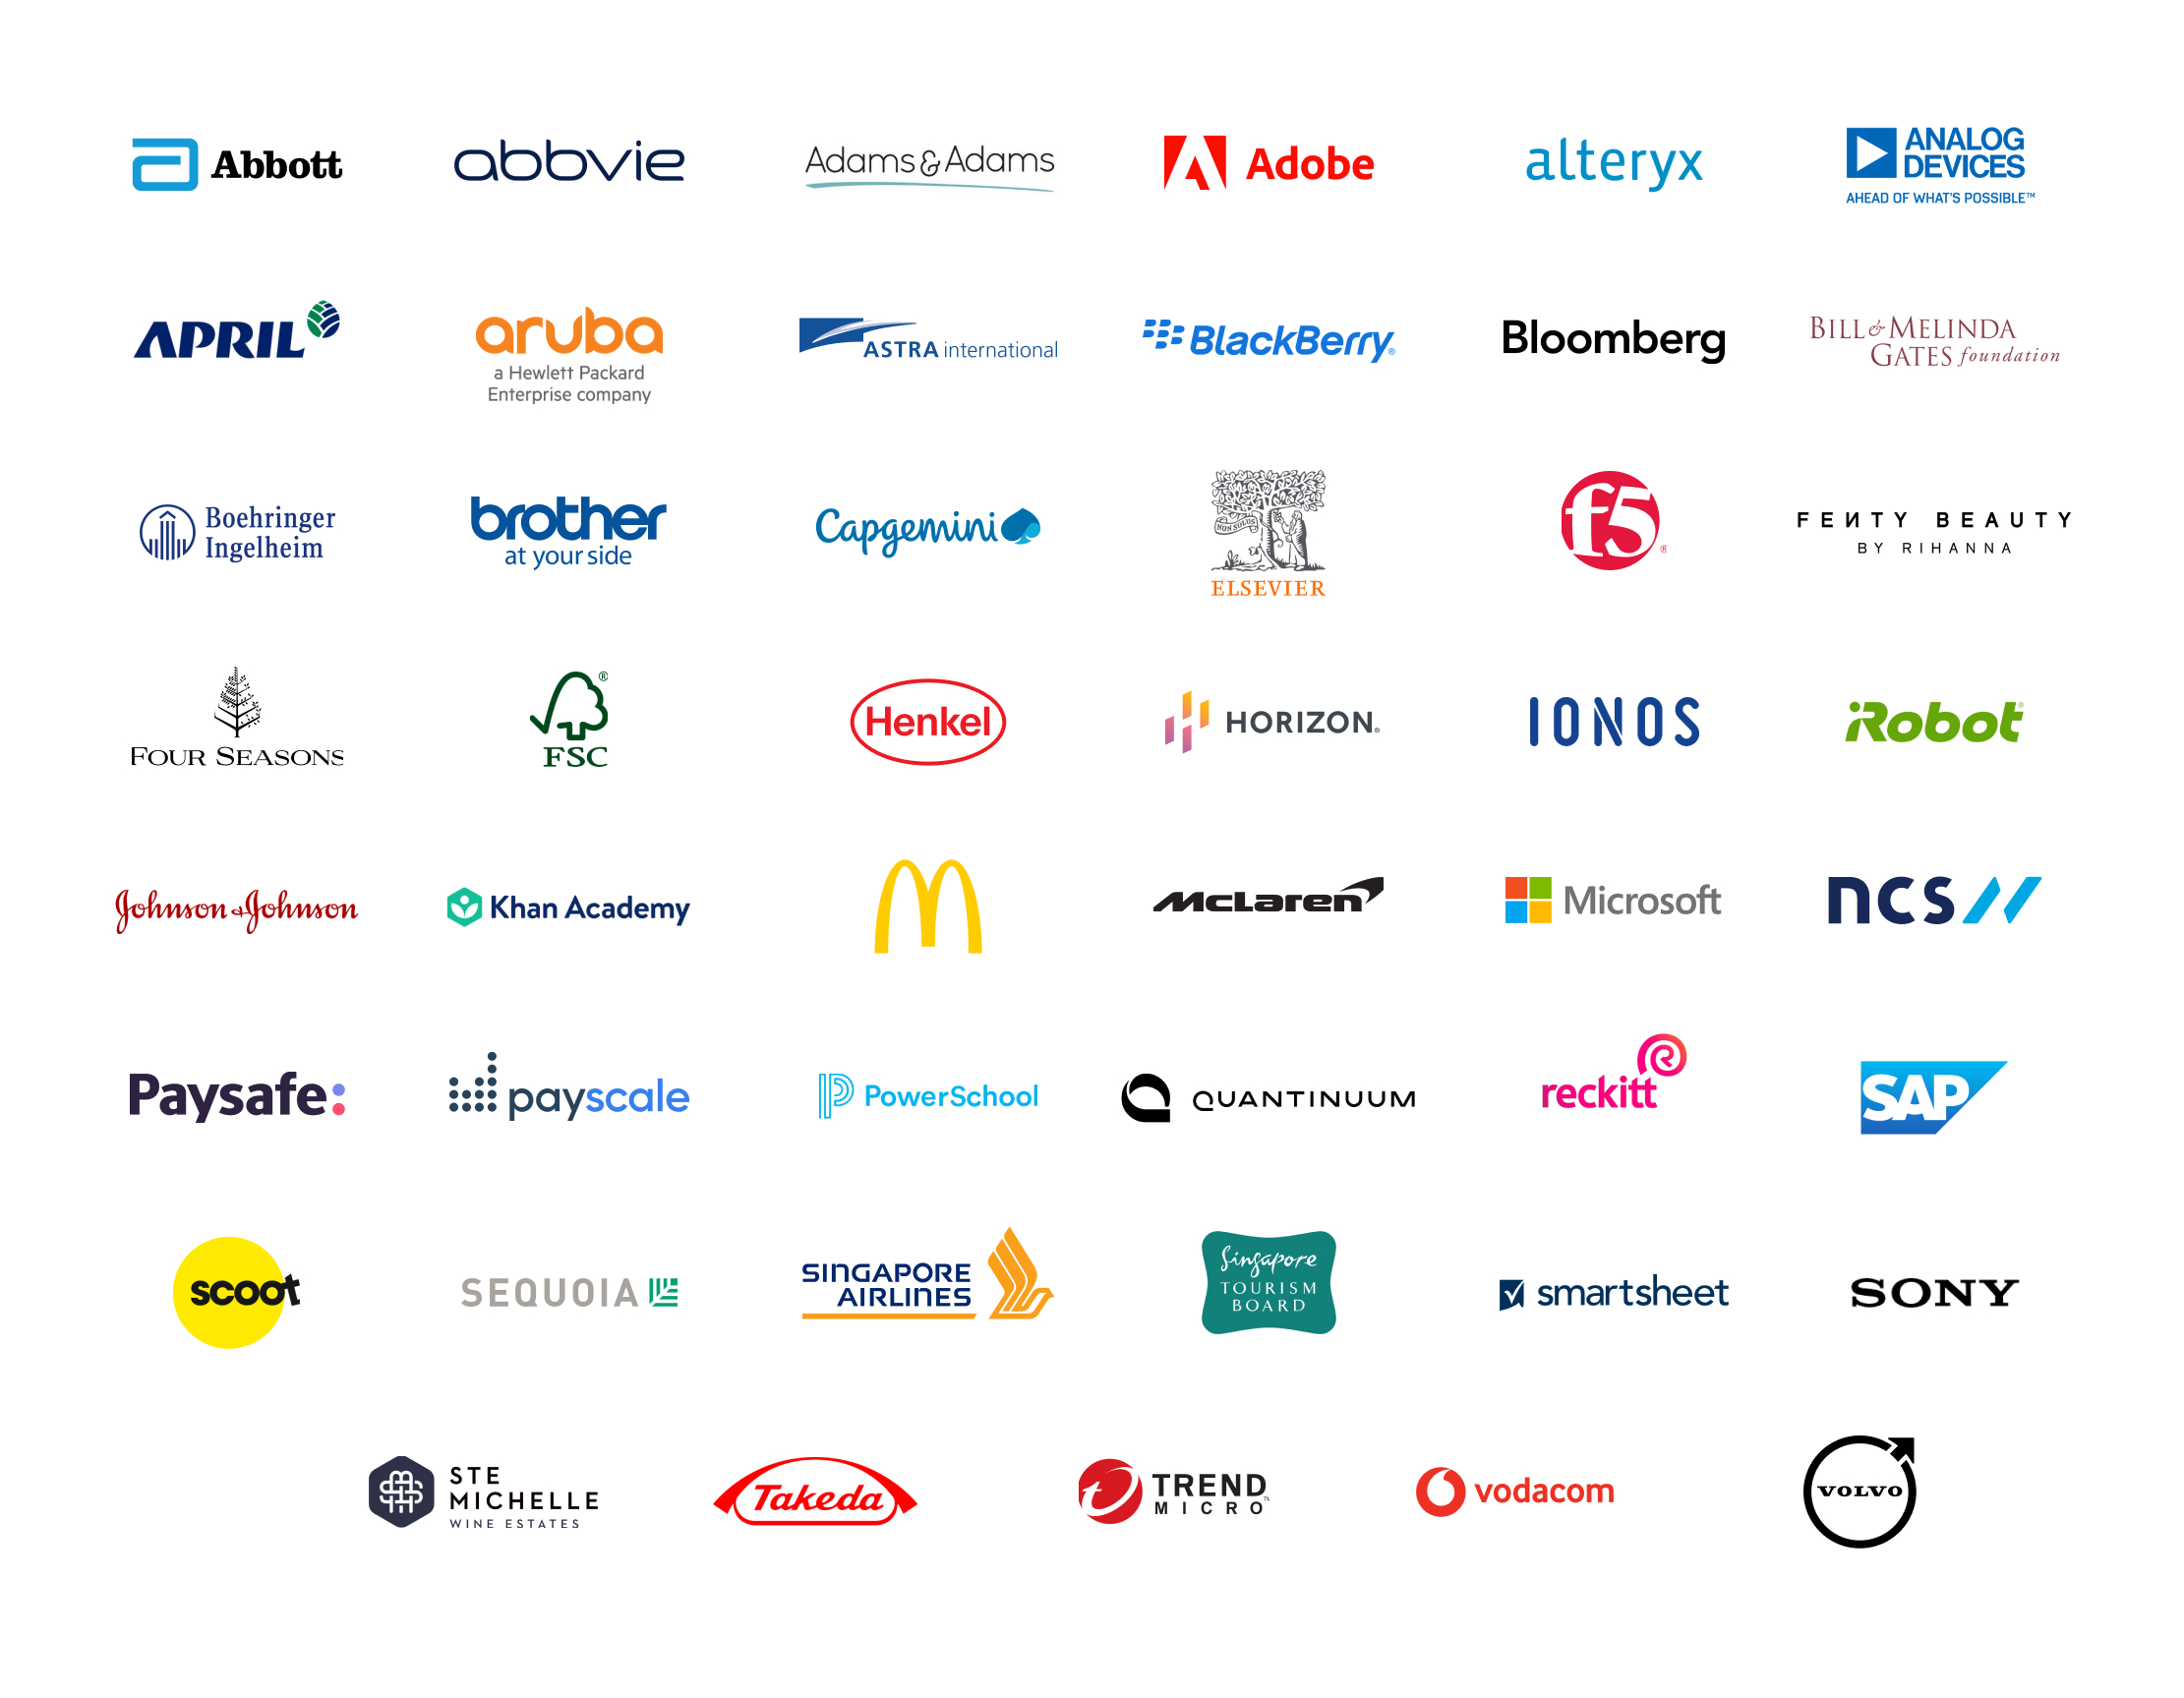 Abbott
abbvie
Adams & Adams
Adobe
alteryx
ANALOG
DEVICES
AHEAD OF WHAT'S POSSIBLE™
APRIL
aruba
a Hewlett Packard
Enterprise company
ASTRA international
BlackBerry®
Bloomberg
BILL & MELINDA
GATES foundation
Boehringer
Ingelheim
brother
at your side
Capgemini
NON SOLUS
ELSEVIER
f5®
FENTY BEAUTY
BY RIHANNA
FOUR SEASONS
®
FSC
Henkel
HORIZON®
IONOS
iRobot®
Johnson & Johnson
Khan Academy
McLaren
Microsoft
ncs
Paysafe:
payscale
PowerSchool
QUANTINUUM
reckitt
SAP
scoot
SEQUOIA
SINGAPORE
AIRLINES
Singapore
TOURISM
BOARD
smartsheet
SONY
STE
MICHELLE
WINE ESTATES
Takeda
TREND
MICRO™
vodacom
VOLVO